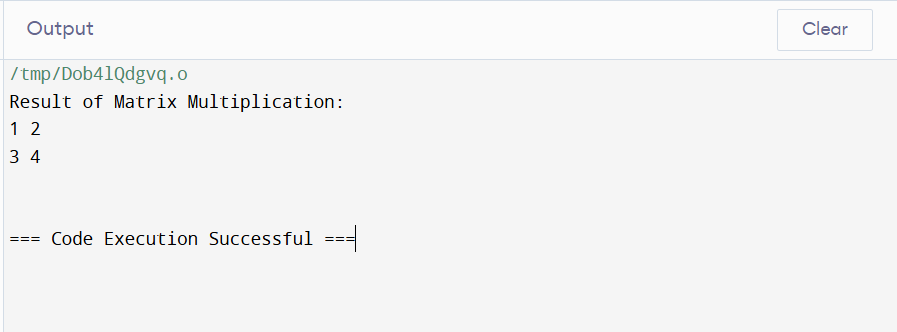 Output
Clear
/tmp/Dob4lQdgvq.o
Result of Matrix Multiplication:
1 2
3 4
=== Code Execution Successful ===